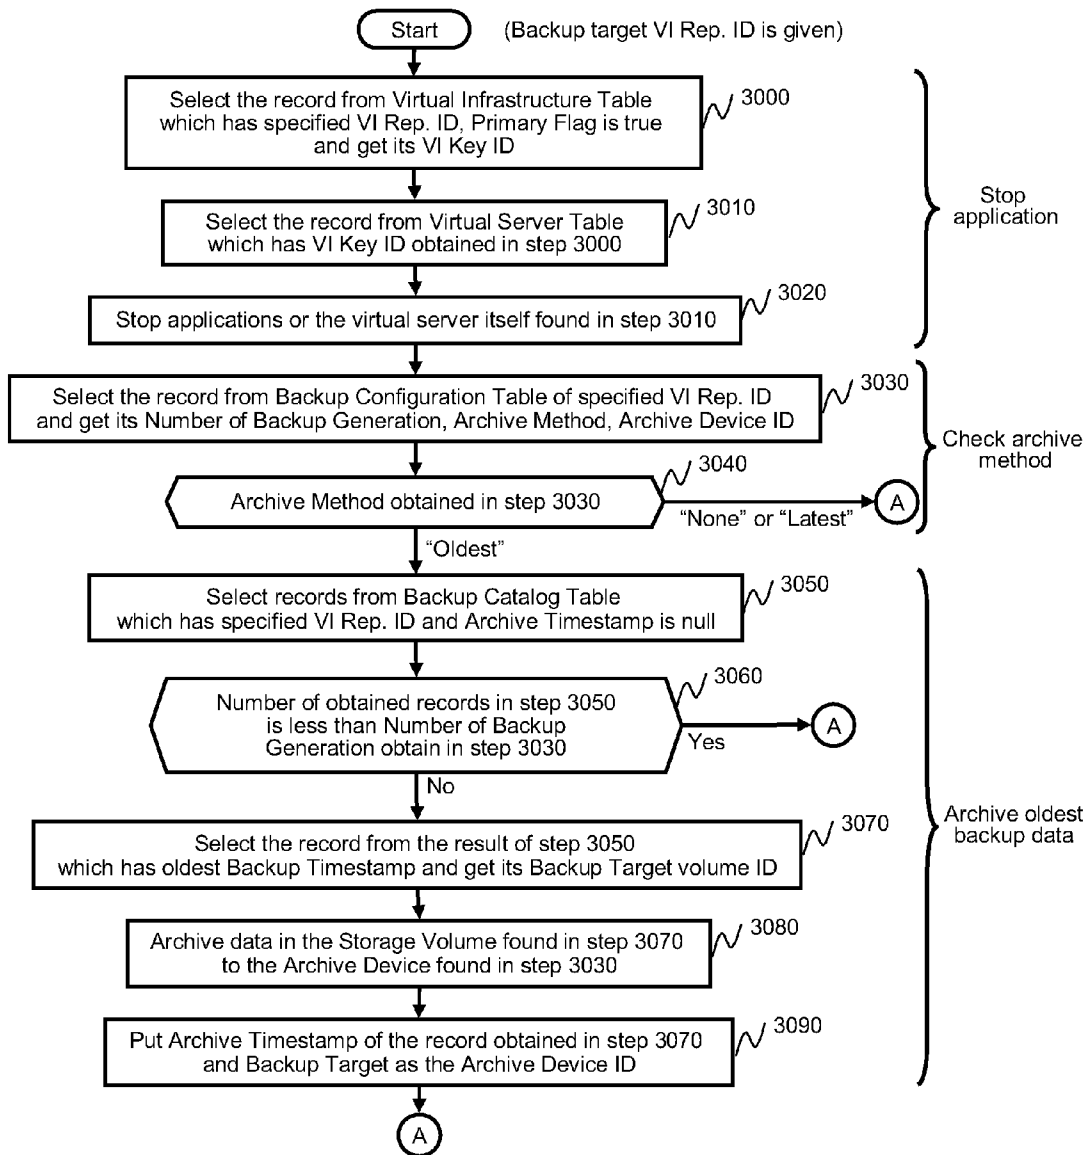 Start
(Backup target VI Rep. ID is given)
Select the record from Virtual Infrastructure Table
which has specified VI Rep. ID, Primary Flag is true
and get its VI Key ID
3000
Select the record from Virtual Server Table
which has VI Key ID obtained in step 3000
3010
Stop
application
Stop applications or the virtual server itself found in step 3010
3020
Select the record from Backup Configuration Table of specified VI Rep. ID
and get its Number of Backup Generation, Archive Method, Archive Device ID
3030
Check archive
method
Archive Method obtained in step 3030
3040
"None" or "Latest"
A
"Oldest"
Select records from Backup Catalog Table
which has specified VI Rep. ID and Archive Timestamp is null
3050
Number of obtained records in step 3050
is less than Number of Backup
Generation obtain in step 3030
3060
Yes
A
No
Select the record from the result of step 3050
which has oldest Backup Timestamp and get its Backup Target volume ID
3070
Archive oldest
backup data
Archive data in the Storage Volume found in step 3070
to the Archive Device found in step 3030
3080
Put Archive Timestamp of the record obtained in step 3070
and Backup Target as the Archive Device ID
3090
A